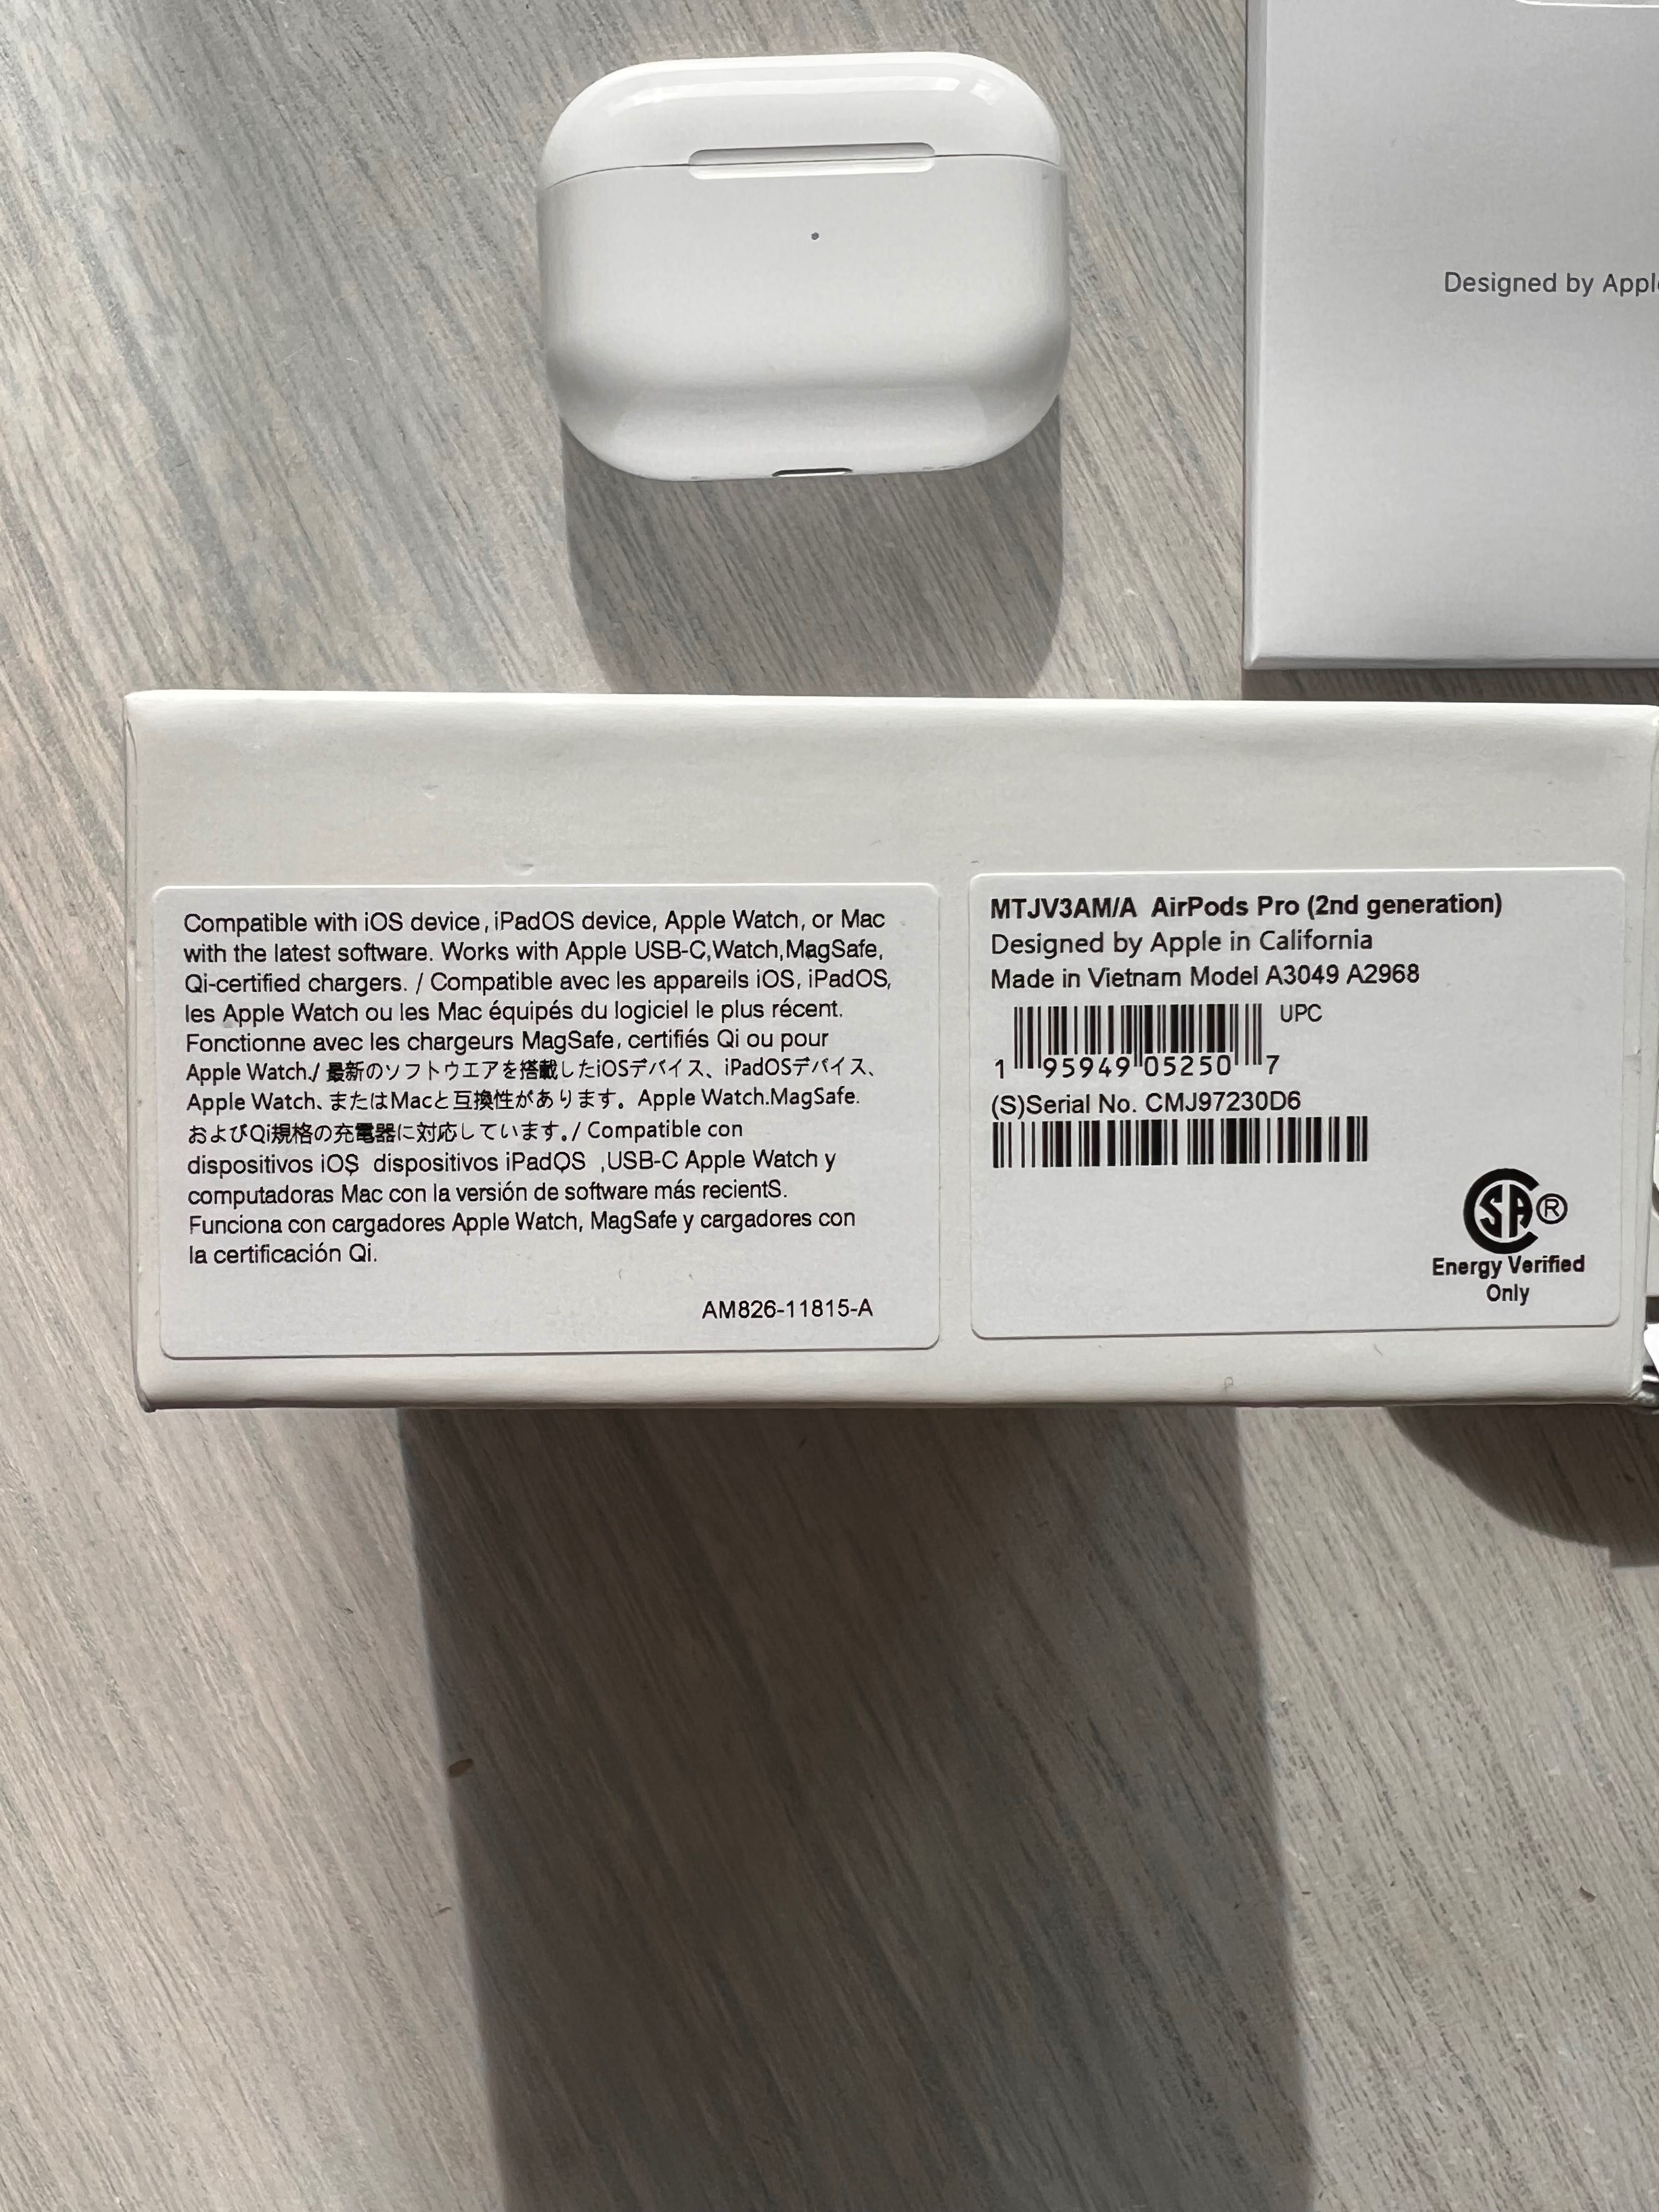 Designed by Appl
Compatible with iOS device, iPadOS device, Apple Watch, or Mac
with the latest software. Works with Apple USB-C,Watch,MagSafe,
Qi-certified chargers. / Compatible avec les appareils iOS, iPadOS,
les Apple Watch ou les Mac équipés du logiciel le plus récent.
Fonctionne avec les chargeurs MagSafe, certifiés Qi ou pour
Apple Watch./ 最新のソフトウエアを搭載したiOSデバイス、iPadOSデバイス、
Apple Watch、またはMacと互換性があります。Apple Watch.MagSafe.
およびQi規格の充電器に対応しています。/ Compatible con
dispositivos iOS, dispositivos iPadOS ,USB-C Apple Watch y
computadoras Mac con la versión de software más recientS.
Funciona con cargadores Apple Watch, MagSafe y cargadores con
la certificación Qi.
AM826-11815-A
MTJV3AM/A AirPods Pro (2nd generation)
Designed by Apple in California
Made in Vietnam Model A3049 A2968
UPC
1 95949 05250 7
(S)Serial No. CMJ97230D6
SA®
Energy Verified
Only